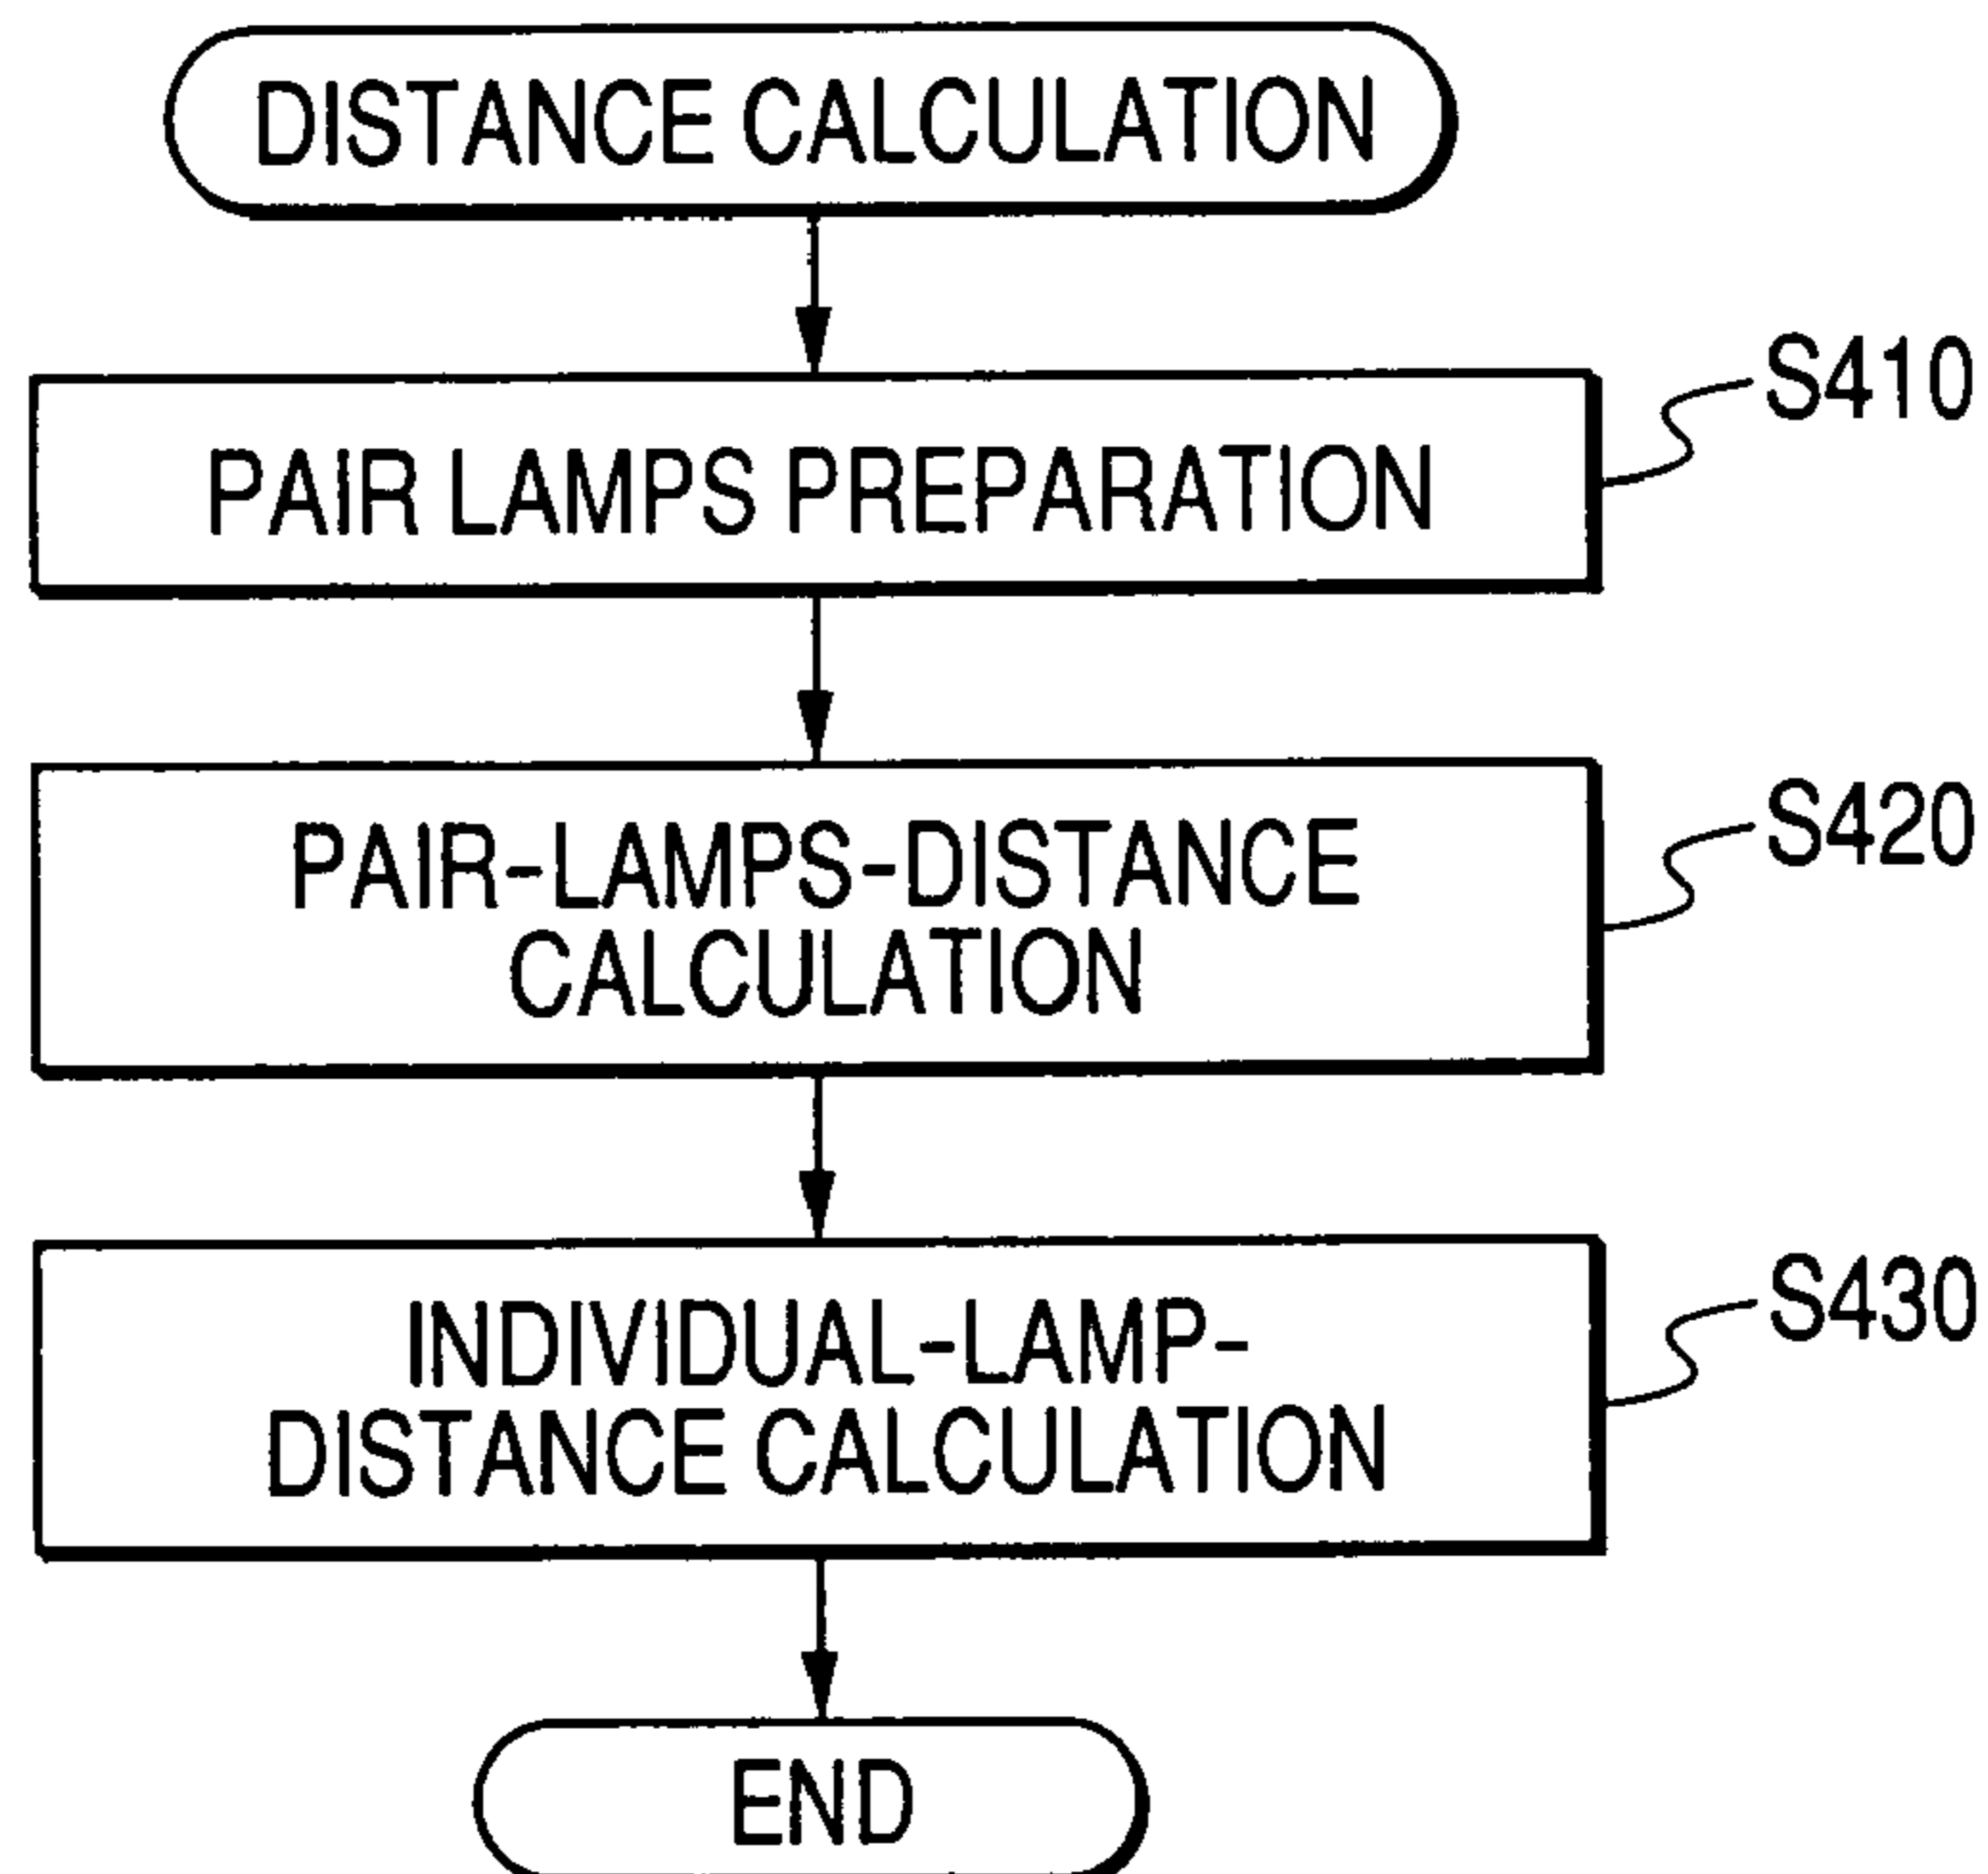 DISTANCE CALCULATION
S410
PAIR LAMPS PREPARATION
S420
PAIR-LAMPS-DISTANCE
CALCULATION
S430
INDIVIDUAL-LAMP-
DISTANCE CALCULATION
END